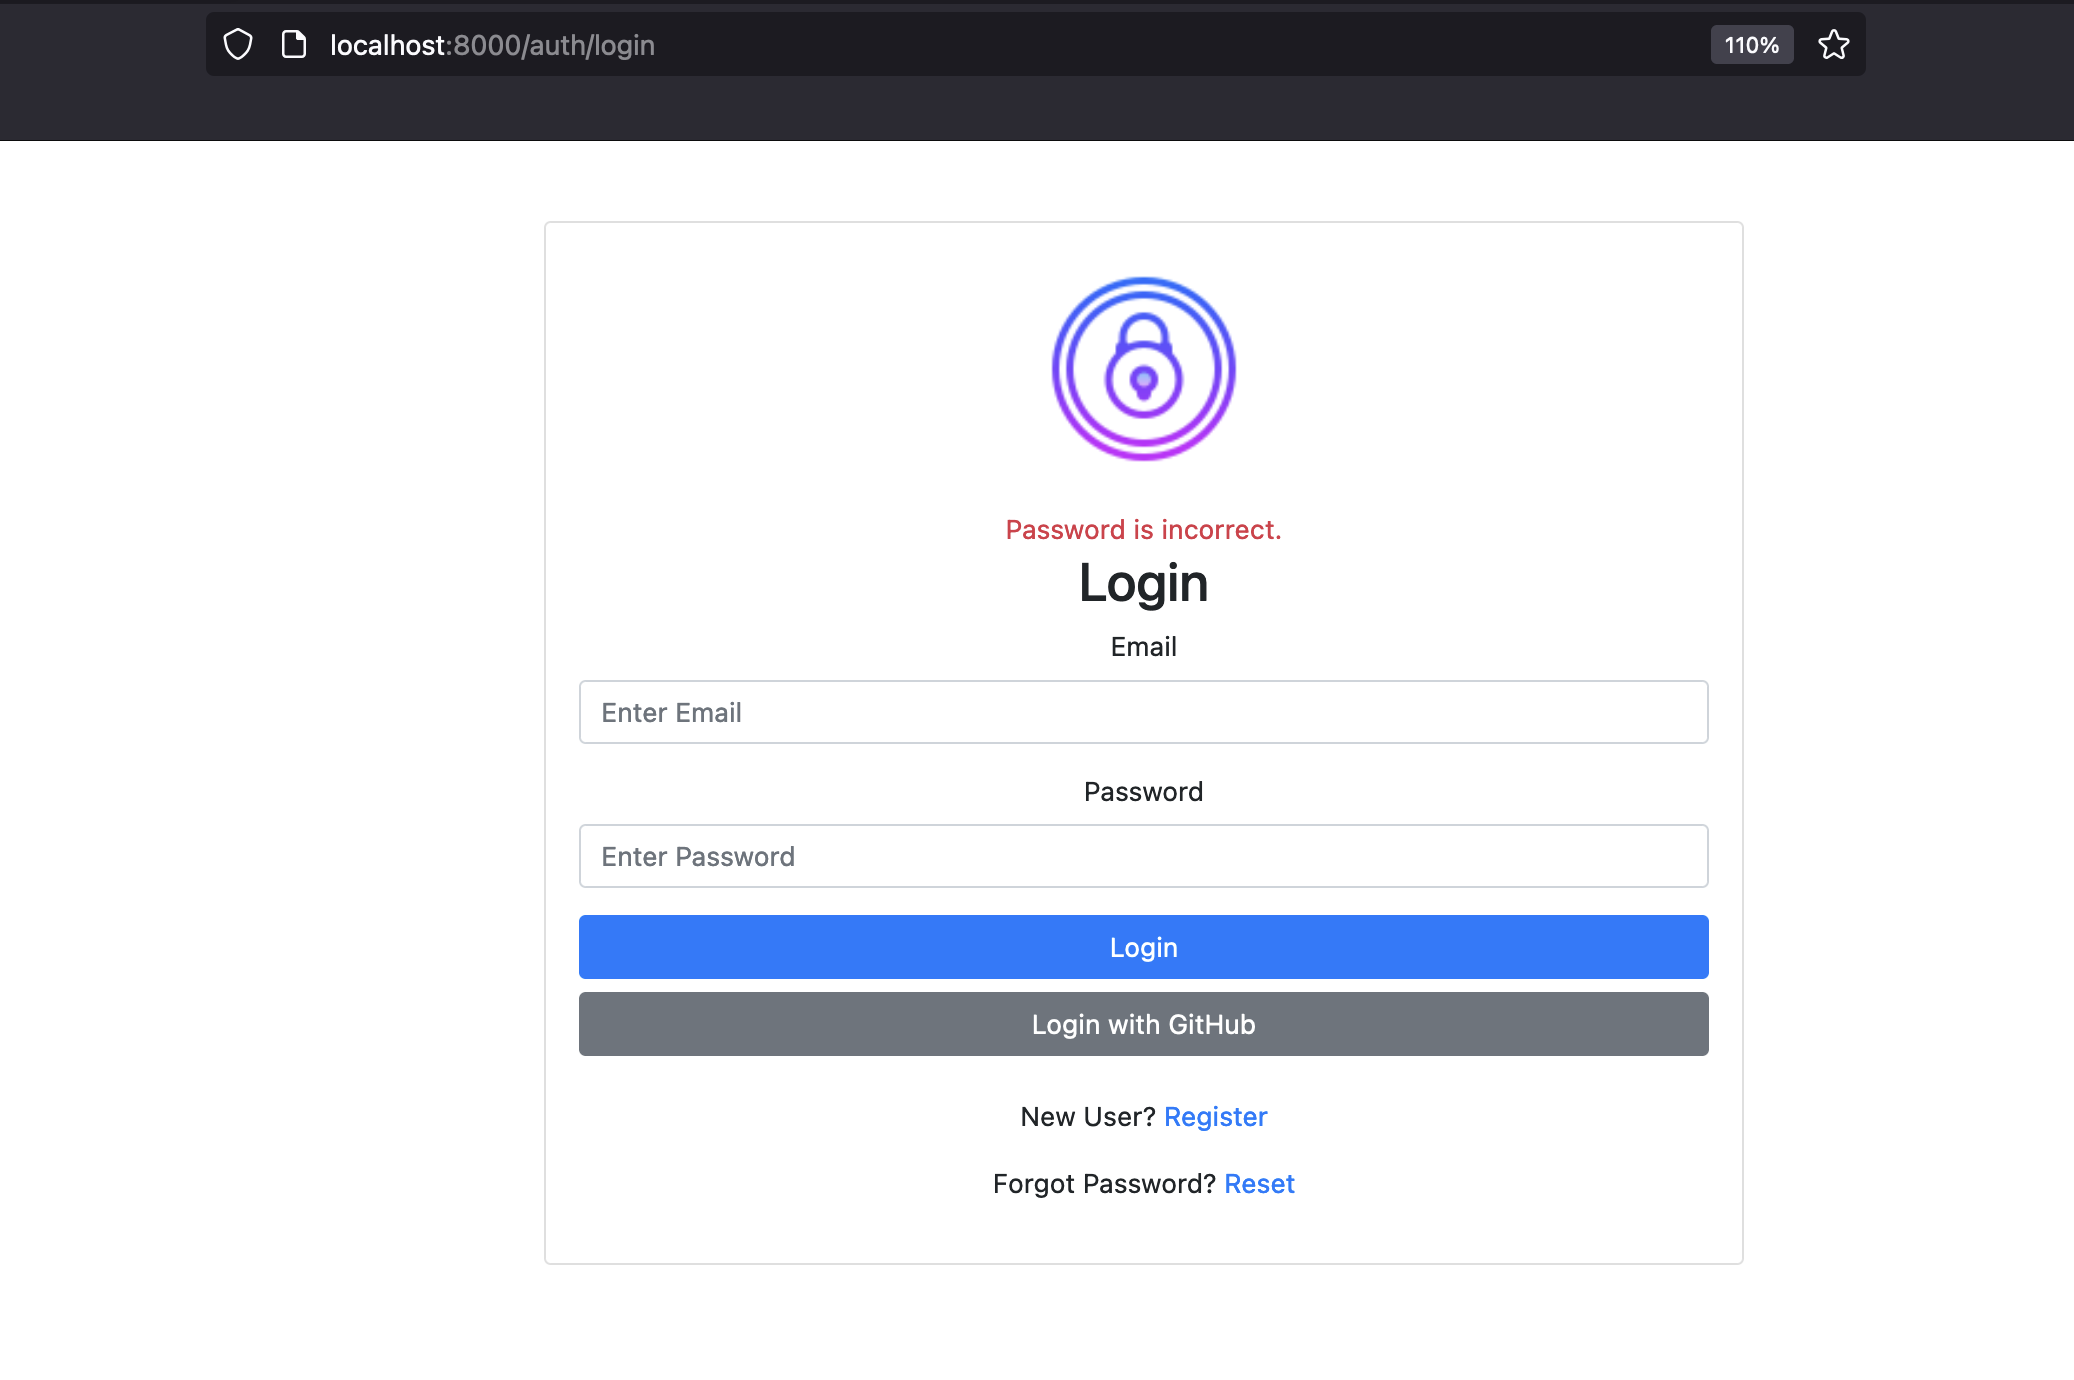 localhost:8000/auth/login 110%
Password is incorrect.
Login
Email
Enter Email
Password
Enter Password
Login
Login with GitHub
New User? Register
Forgot Password? Reset